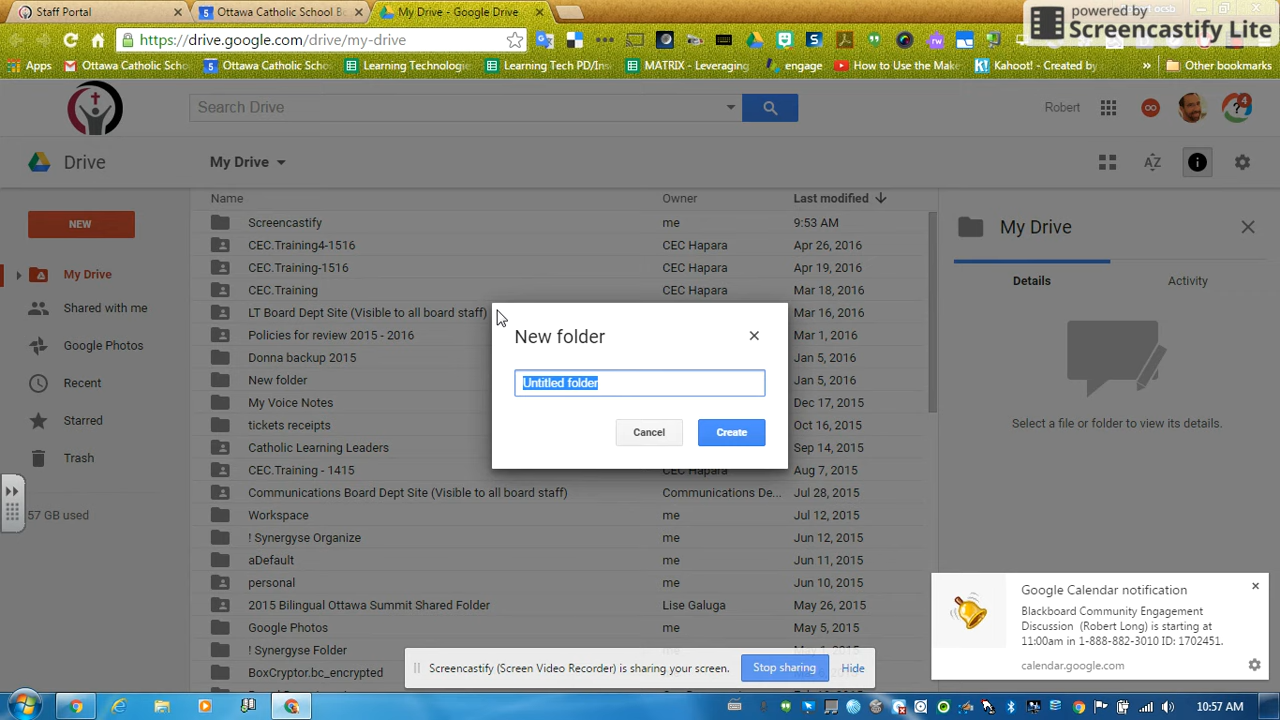 Staff Portal
Ottawa Catholic School B
My Drive - Google Drive
powered by
Screencastify Lite
https://drive.google.com/drive/my-drive
Apps
Ottawa Catholic Sch
Ottawa Catholic Scho
Learning Technologi
Learning Tech PD/Ins
MATRIX - Leveraging
engage
How to Use the Make
Kahoot! - Created by
»
Other bookmarks
Search Drive
Robert
Drive
My Drive
AZ
NEW
My Drive
Shared with me
Google Photos
Recent
Starred
Trash
57 GB used
Name Owner Last modified
Screencastify me 9:53 AM
CEC.Training4-1516 CEC Hapara Apr 26, 2016
CEC.Training-1516 CEC Hapara Apr 19, 2016
CEC.Training CEC Hapara Mar 18, 2016
LT Board Dept Site (Visible to all board staff) Mar 16, 2016
Policies for review 2015 - 2016 Mar 1, 2016
Donna backup 2015 Jan 5, 2016
New folder Jan 5, 2016
My Voice Notes Dec 17, 2015
tickets receipts Oct 16, 2015
Catholic Learning Leaders Sep 14, 2015
CEC.Training - 1415 CEC Hapara Aug 7, 2015
Communications Board Dept Site (Visible to all board staff) Communications De... Jul 28, 2015
Workspace me Jul 12, 2015
! Synergyse Organize me Jun 12, 2015
aDefault me Jun 11, 2015
personal me Jun 10, 2015
2015 Bilingual Ottawa Summit Shared Folder Lise Galuga May 26, 2015
Google Photos me May 5, 2015
! Synergyse Folder
BoxCryptor.bc_encrypted
New folder
Untitled folder
Cancel
Create
My Drive
Details
Activity
Select a file or folder to view its details.
Google Calendar notification
Blackboard Community Engagement
Discussion (Robert Long) is starting at
11:00am in 1-888-882-3010 ID: 1702451.
calendar.google.com
Screencastify (Screen Video Recorder) is sharing your screen.
Stop sharing
Hide
10:57 AM